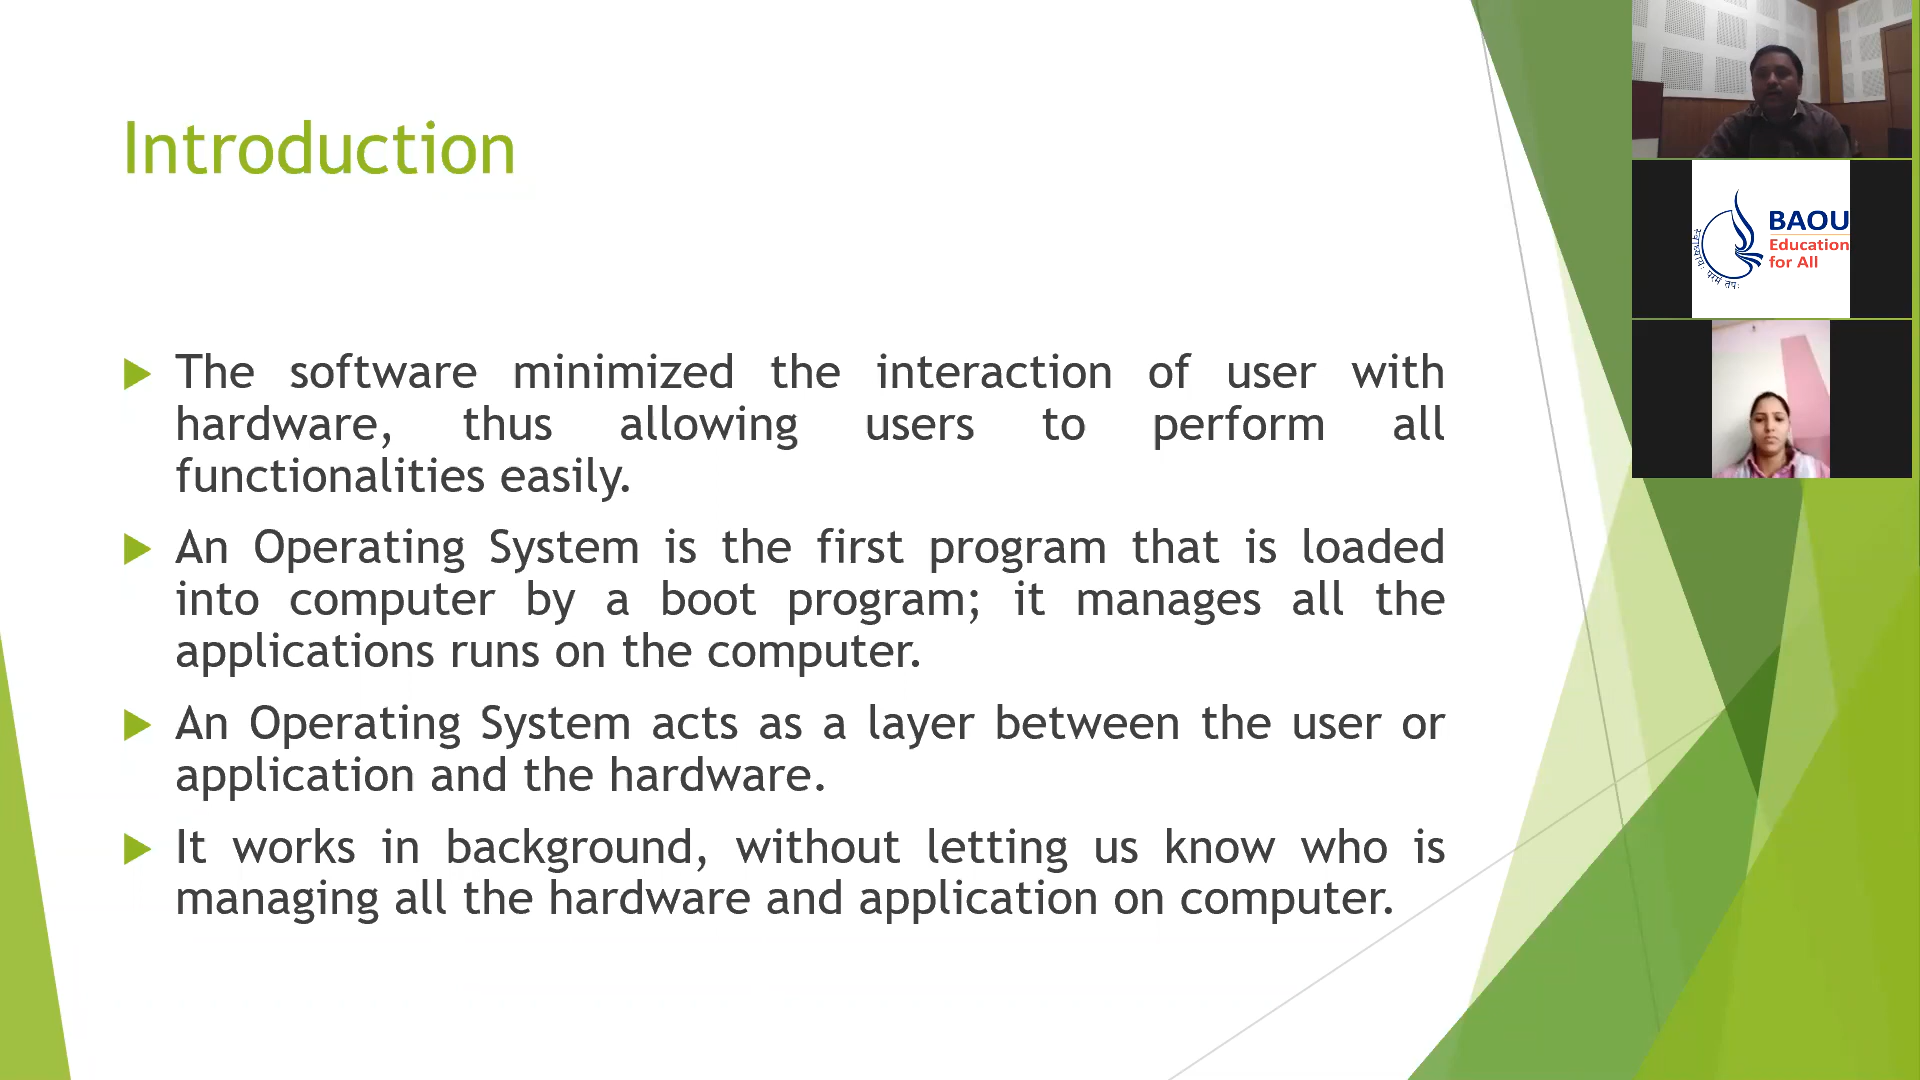 Introduction
The software minimized the interaction of user with
hardware, thus allowing users to perform all
functionalities easily.
An Operating System is the first program that is loaded
into computer by a boot program; it manages all the
applications runs on the computer.
An Operating System acts as a layer between the user or
application and the hardware.
It works in background, without letting us know who is
managing all the hardware and application on computer.
BAOU
Education
for All
परमं तपः